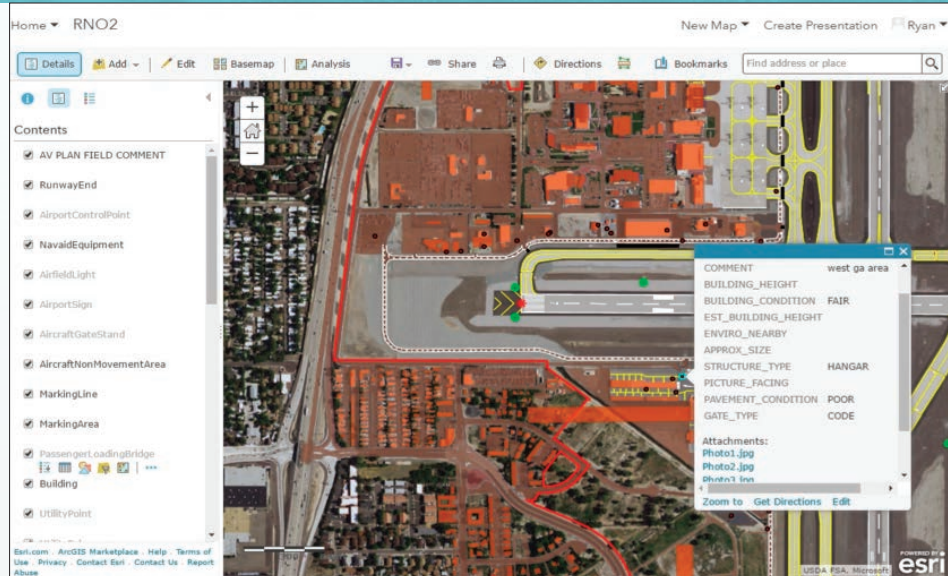 Home RNO2 New Map Create Presentation Ryan
Details Add Edit Basemap Analysis Share Directions Bookmarks Find address or place
Contents
AV PLAN FIELD COMMENT
RunwayEnd
AirportControlPoint
NavaidEquipment
AirfieldLight
AirportSign
AircraftGateStand
AircraftNonMovementArea
MarkingLine
MarkingArea
PassengerLoadingBridge
Building
UtilityPoint
Esri.com . ArcGIS Marketplace . Help . Terms of
Use . Privacy . Contact Esri . Contact Us . Report
Abuse
COMMENT west ga area
BUILDING_HEIGHT
BUILDING_CONDITION FAIR
EST_BUILDING_HEIGHT
ENVIRO_NEARBY
APPROX_SIZE
STRUCTURE_TYPE HANGAR
PICTURE_FACING
PAVEMENT_CONDITION POOR
GATE_TYPE CODE
Attachments:
Photo1.jpg
Photo2.jpg
Photo3.jpg
Zoom to Get Directions Edit
POWERED BY
esri
USDA FSA, Microsoft